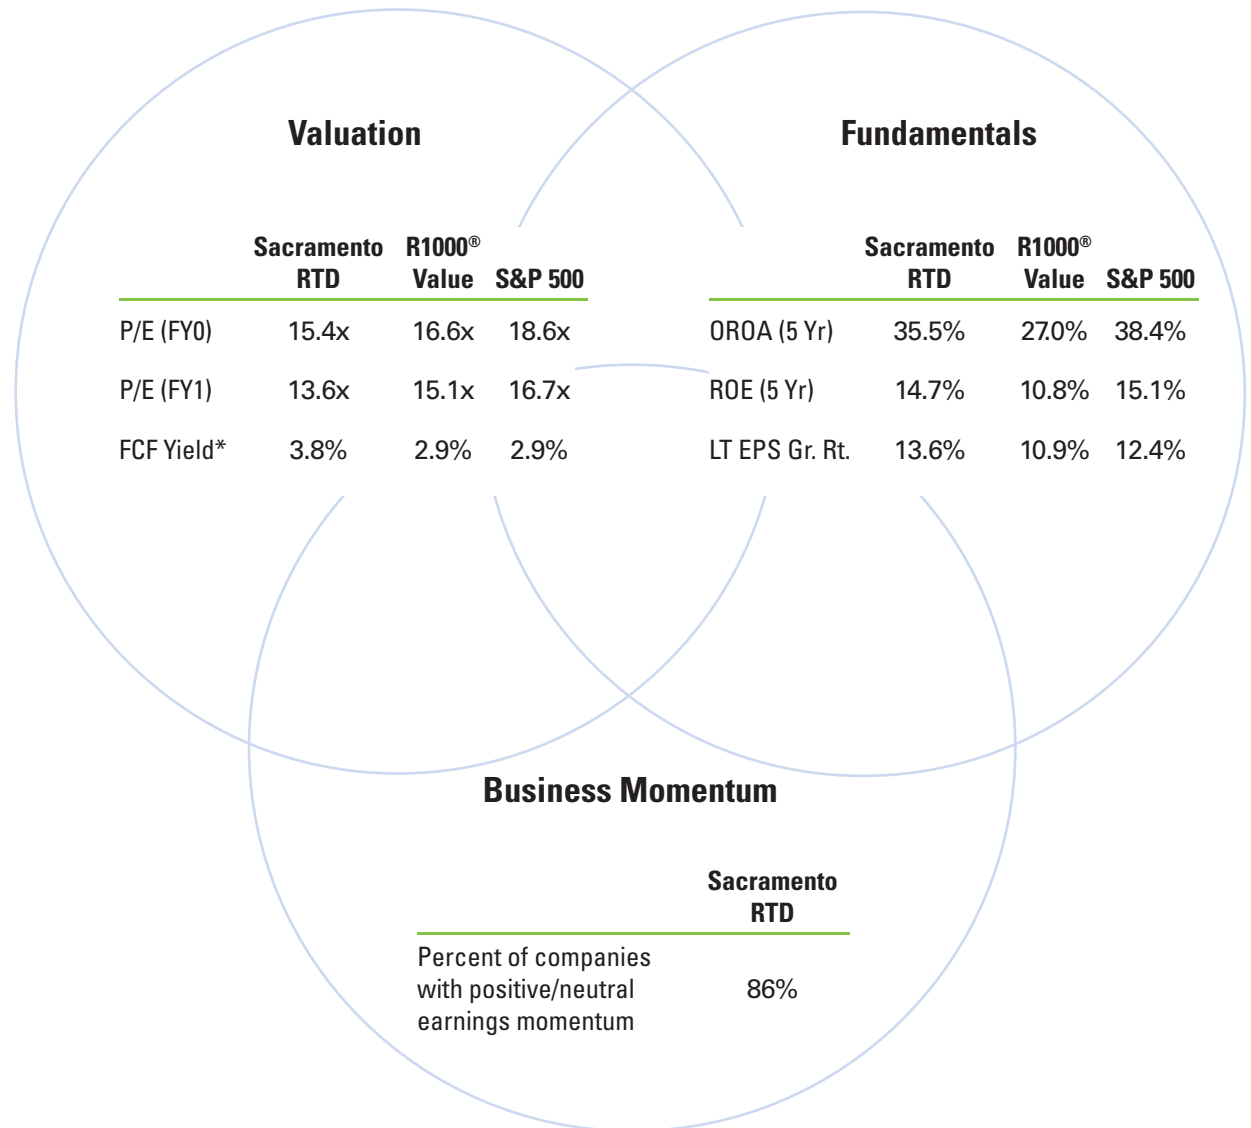 Valuation
Sacramento R1000®
RTD Value S&P 500
P/E (FY0) 15.4x 16.6x 18.6x
P/E (FY1) 13.6x 15.1x 16.7x
FCF Yield* 3.8% 2.9% 2.9%
Fundamentals
Sacramento R1000®
RTD Value S&P 500
OROA (5 Yr) 35.5% 27.0% 38.4%
ROE (5 Yr) 14.7% 10.8% 15.1%
LT EPS Gr. Rt. 13.6% 10.9% 12.4%
Business Momentum
Sacramento
RTD
Percent of companies
with positive/neutral 86%
earnings momentum